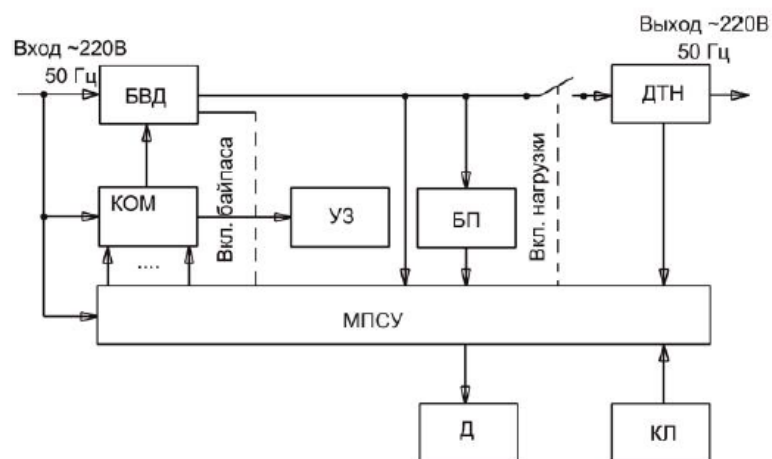 Вход ~220В
50 Гц
Выход ~220В
50 Гц
БВД
ДТН
Вкл. байпаса
Вкл. нагрузки
КОМ
УЗ
БП
....
МПСУ
Д
КЛ